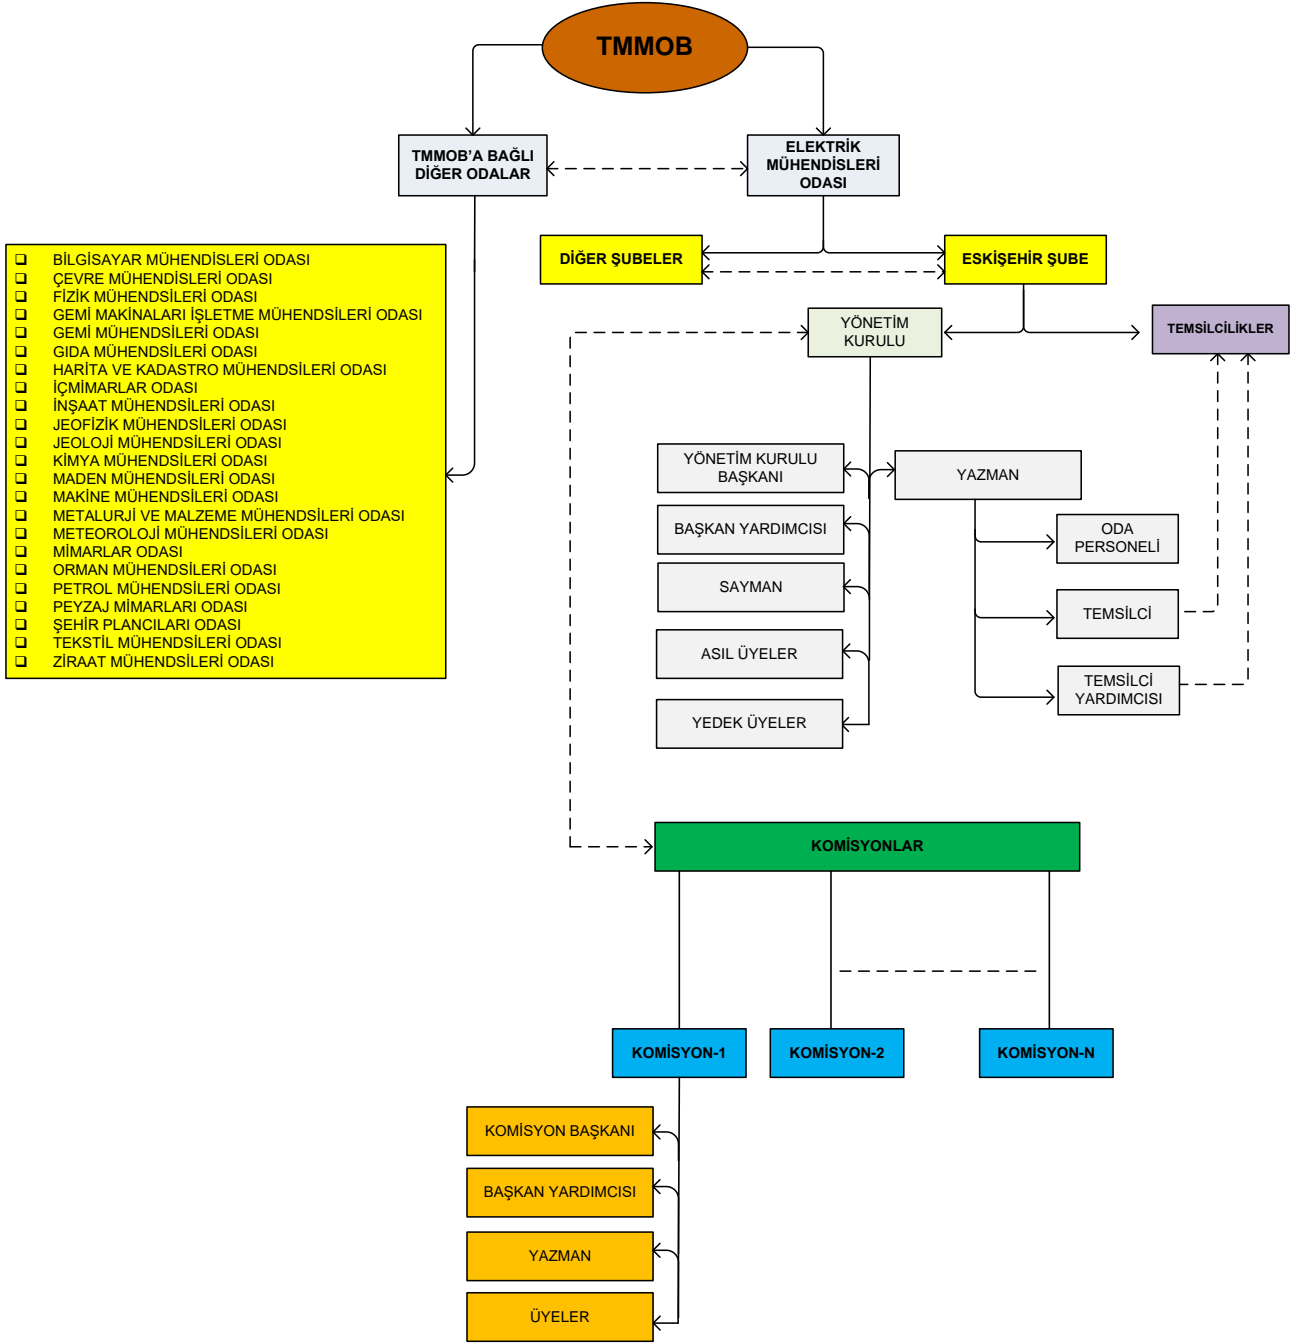 TMMOB
TMMOB'A BAĞLI
DİĞER ODALAR
ELEKTRİK
MÜHENDİSLERİ
ODASI
DİĞER ŞUBELER
ESKİŞEHİR ŞUBE
BİLGİSAYAR MÜHENDİSLERİ ODASI
ÇEVRE MÜHENDİSLERİ ODASI
FİZİK MÜHENDSİLERİ ODASI
GEMİ MAKİNALARI İŞLETME MÜHENDSİLERİ ODASI
GEMİ MÜHENDSİLERİ ODASI
GIDA MÜHENDSİLERİ ODASI
HARİTA VE KADASTRO MÜHENDSİLERİ ODASI
İÇMİMARLAR ODASI
İNŞAAT MÜHENDSİLERİ ODASI
JEOFİZİK MÜHENDSİLERİ ODASI
JEOLOJİ MÜHENDSİLERİ ODASI
KİMYA MÜHENDSİLERİ ODASI
MADEN MÜHENDSİLERİ ODASI
MAKİNE MÜHENDSİLERİ ODASI
METALURJİ VE MALZEME MÜHENDSİLERİ ODASI
METEOROLOJİ MÜHENDSİLERİ ODASI
MİMARLAR ODASI
ORMAN MÜHENDSİLERİ ODASI
PETROL MÜHENDSİLERİ ODASI
PEYZAJ MİMARLARI ODASI
ŞEHİR PLANCILARI ODASI
TEKSTİL MÜHENDSİLERİ ODASI
ZİRAAT MÜHENDSİLERİ ODASI
YÖNETİM
KURULU
TEMSİLCİLİKLER
YÖNETİM KURULU
BAŞKANI
YAZMAN
BAŞKAN YARDIMCISI
ODA
PERSONELİ
SAYMAN
TEMSİLCİ
ASIL ÜYELER
TEMSİLCİ
YARDIMCISI
YEDEK ÜYELER
KOMİSYONLAR
KOMİSYON-1
KOMİSYON-2
KOMİSYON-N
KOMİSYON BAŞKANI
BAŞKAN YARDIMCISI
YAZMAN
ÜYELER